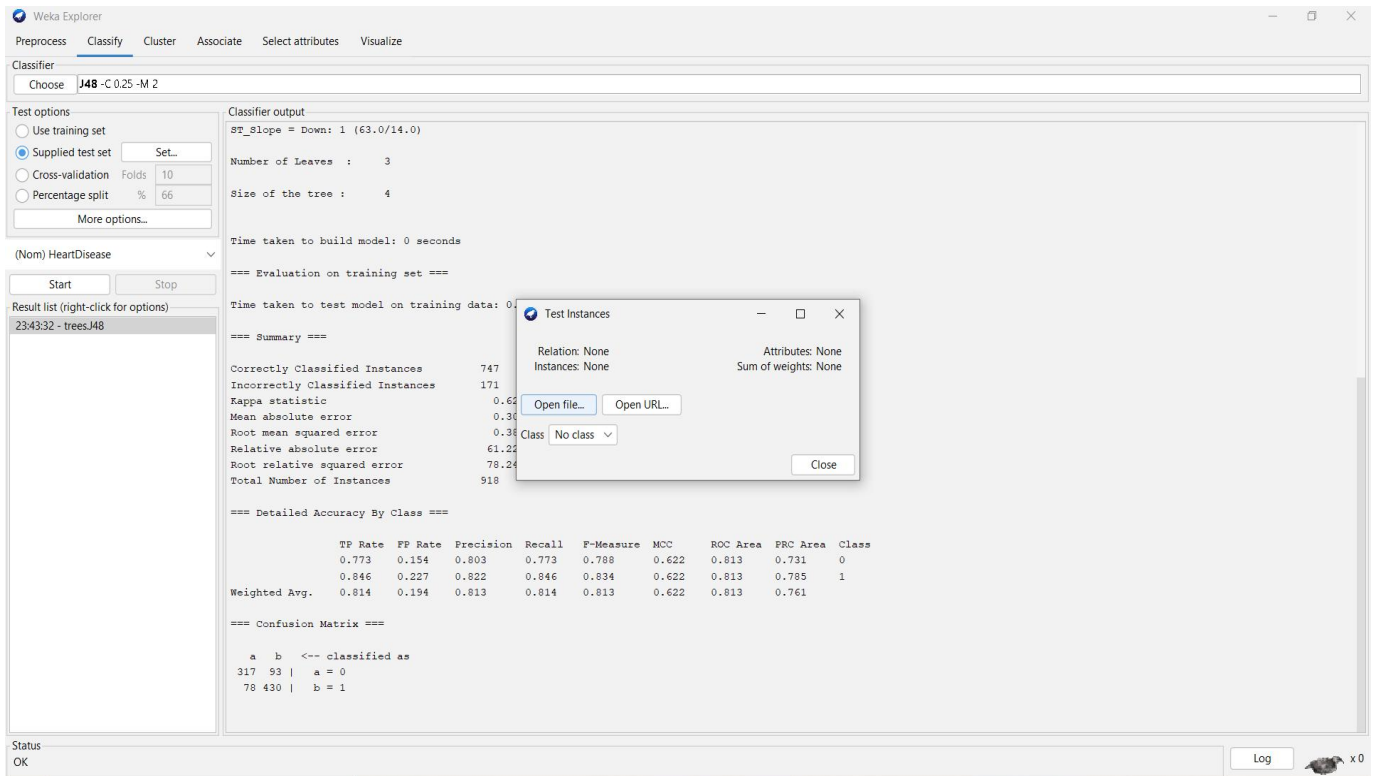 Weka Explorer
Preprocess Classify Cluster Associate Select attributes Visualize
Classifier
Choose J48 -C 0.25 -M 2
Test options
Use training set
Supplied test set Set...
Cross-validation Folds 10
Percentage split % 66
More options...
(Nom) HeartDisease
Start Stop
Result list (right-click for options)
23:43:32 - trees.J48
Classifier output
ST_Slope = Down: 1 (63.0/14.0)
Number of Leaves : 3
Size of the tree : 4
Time taken to build model: 0 seconds
=== Evaluation on training set ===
Time taken to test model on training data: 0.
=== Summary ===
Correctly Classified Instances 747
Incorrectly Classified Instances 171
Kappa statistic 0.62
Mean absolute error 0.30
Root mean squared error 0.38
Relative absolute error 61.22
Root relative squared error 78.24
Total Number of Instances 918
=== Detailed Accuracy By Class ===
TP Rate FP Rate Precision Recall F-Measure MCC ROC Area PRC Area Class
0.773 0.154 0.803 0.773 0.788 0.622 0.813 0.731 0
0.846 0.227 0.822 0.846 0.834 0.622 0.813 0.785 1
Weighted Avg. 0.814 0.194 0.813 0.814 0.813 0.622 0.813 0.761
=== Confusion Matrix ===
a b <-- classified as
317 93 | a = 0
78 430 | b = 1
Test Instances
Relation: None Attributes: None
Instances: None Sum of weights: None
Open file... Open URL...
Class No class
Close
Status
OK
Log x 0